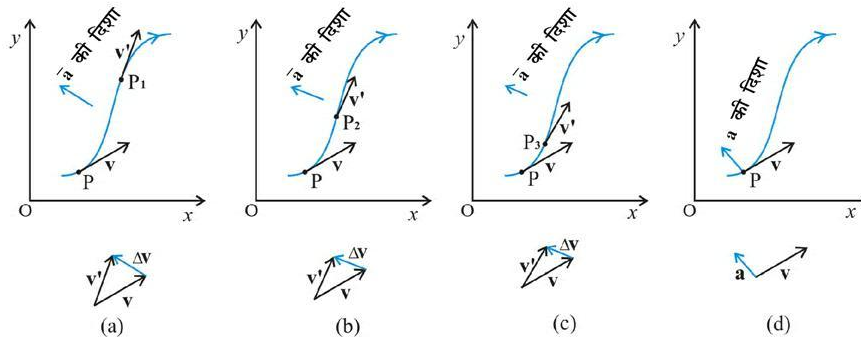 y
a̅ की दिशा
v'
P₁
P
v
O
x
v'
Δv
v
(a)
y
a̅ की दिशा
v'
P₂
P
v
O
x
v'
Δv
v
(b)
y
a̅ की दिशा
P₃
v'
P
v
O
x
v'
Δv
v
(c)
y
a की दिशा
P
v
O
x
a
v
(d)